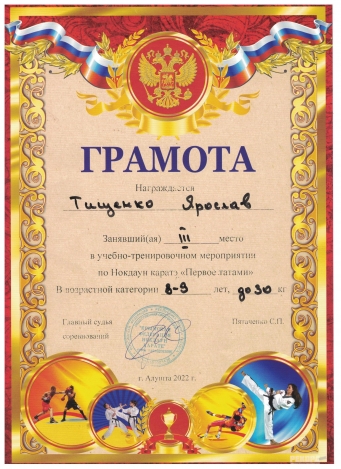 ГРАМОТА
Награждается
Тищенко Ярослав
Занявший(ая) III место
в учебно-тренировочном мероприятии
по Нокдаун каратэ «Первое татами»
В возрастной категории 8-9 лет, до 30 кг
Главный судья
соревнований
Пятаченко С.П.
г. Алушта 2022 г.